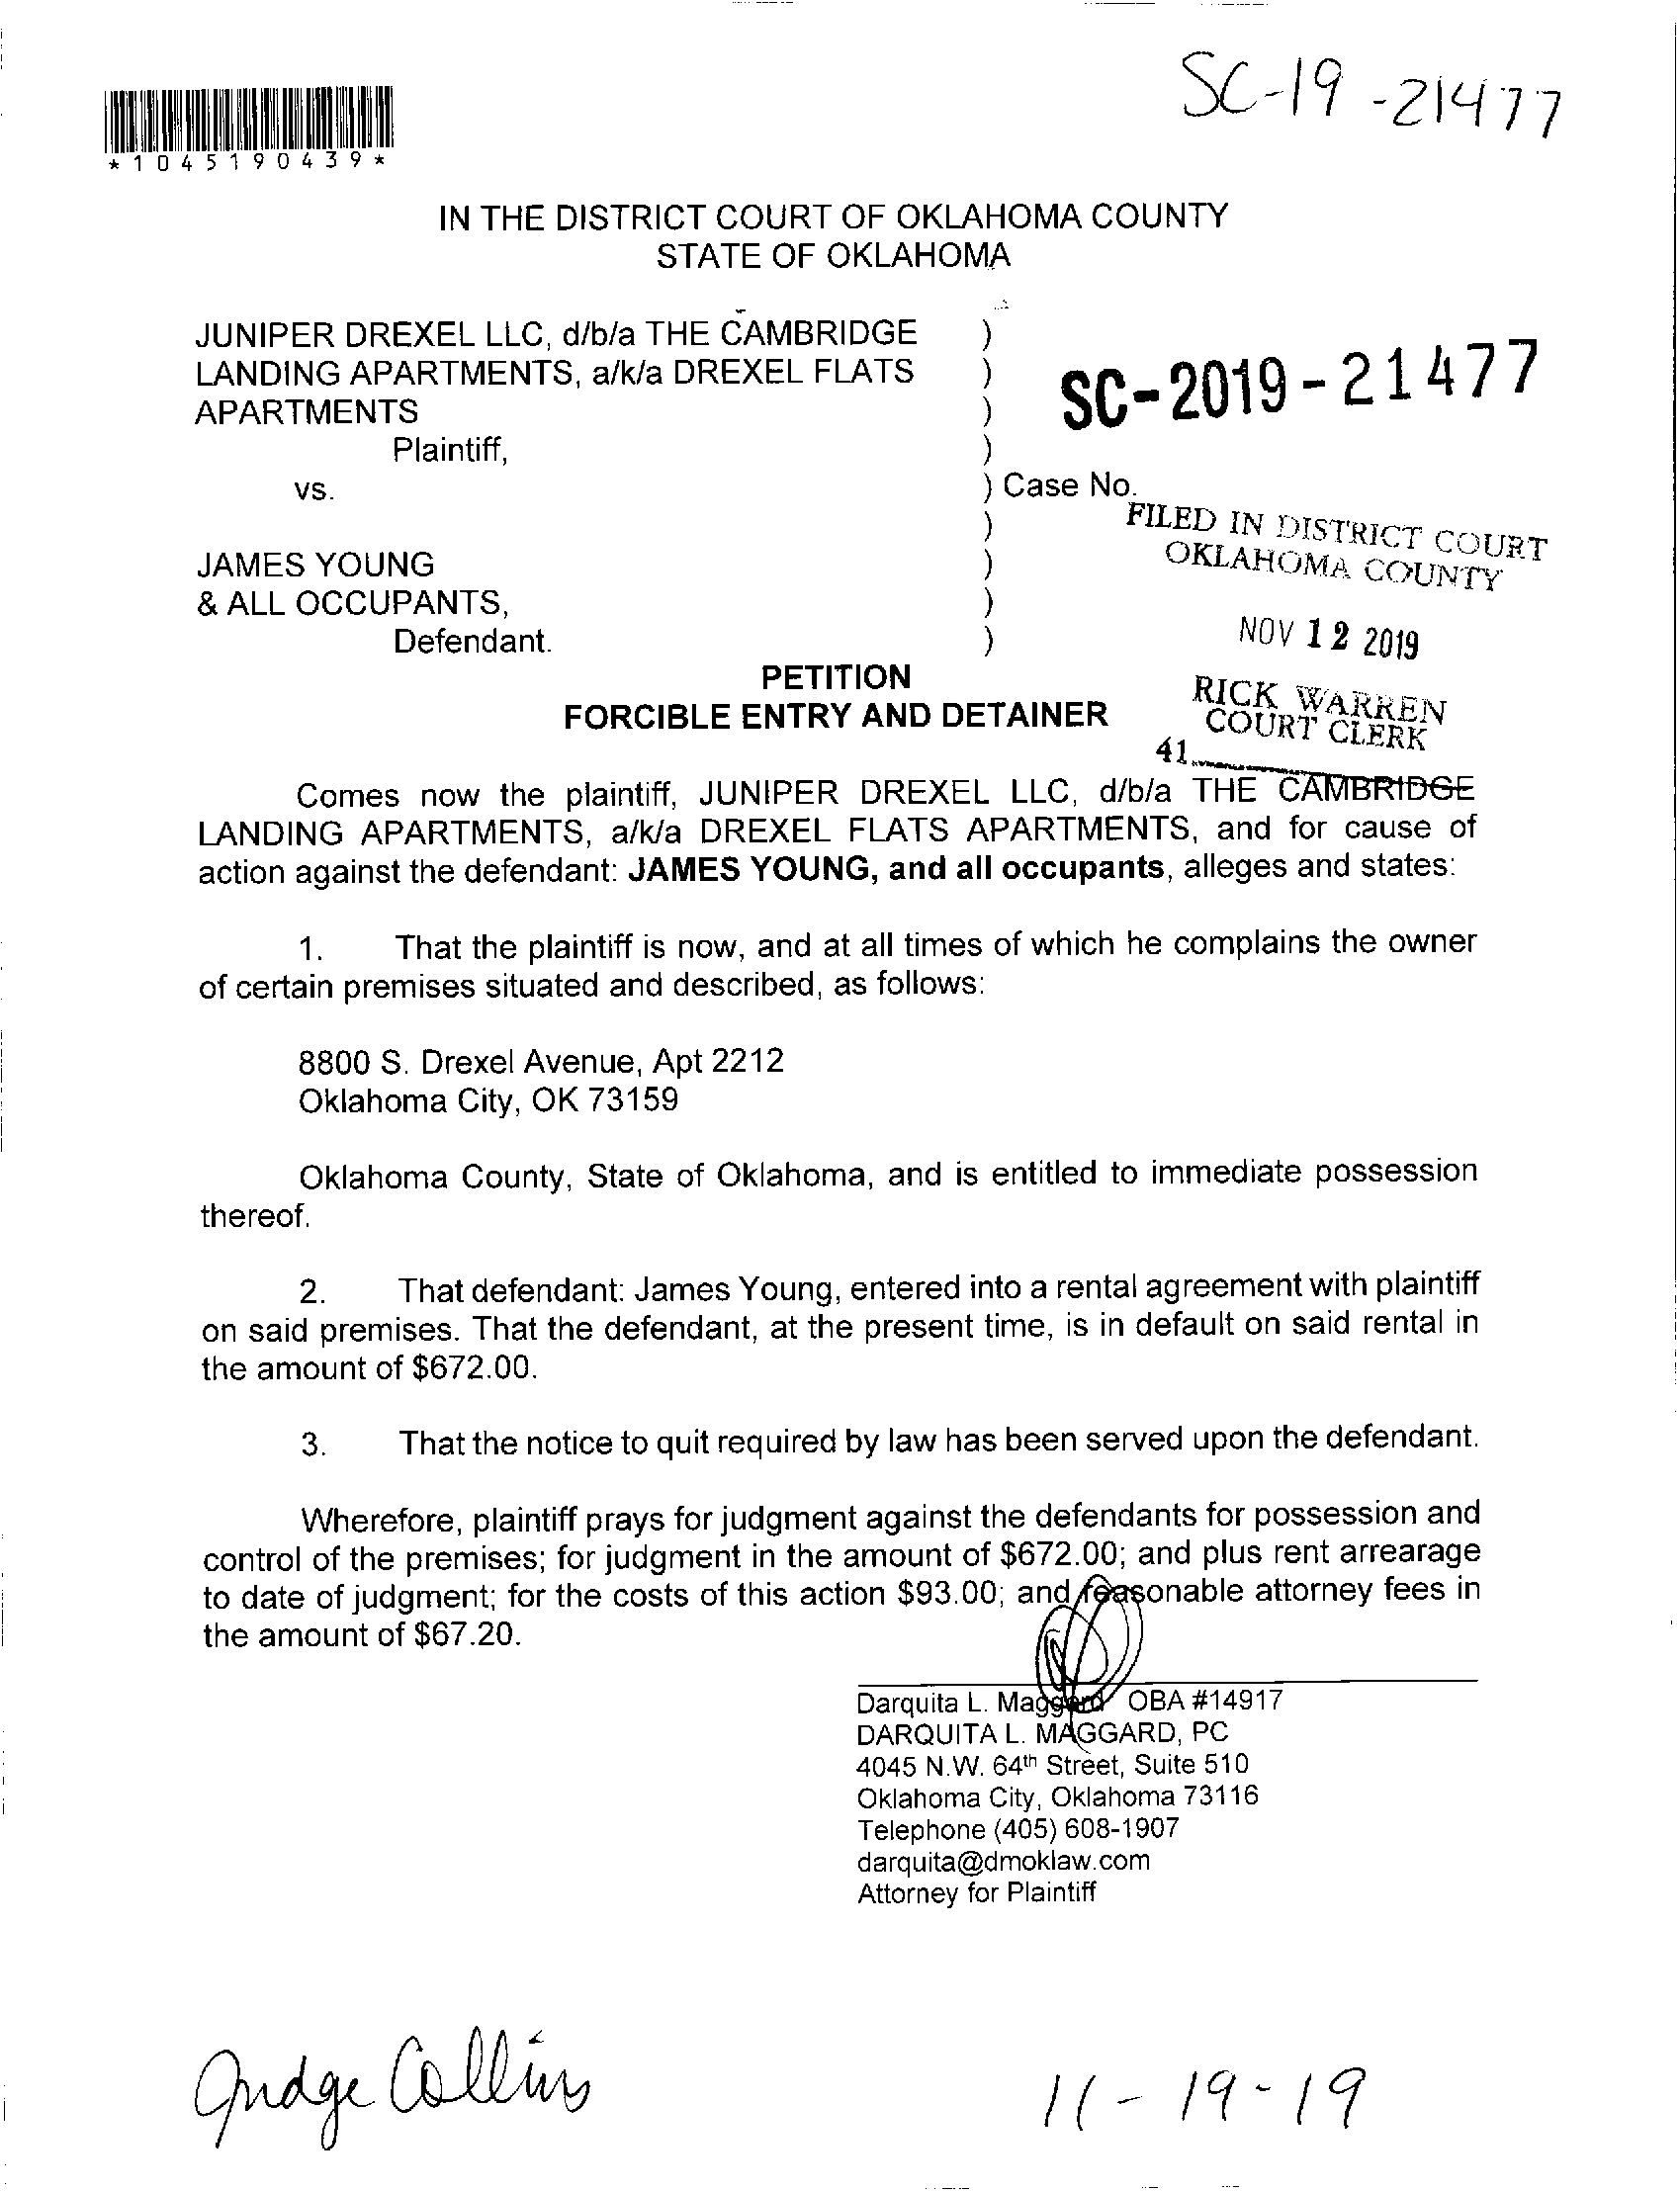 SC-19-21477
*1045190439*
IN THE DISTRICT COURT OF OKLAHOMA COUNTY
STATE OF OKLAHOMA
JUNIPER DREXEL LLC, d/b/a THE CAMBRIDGE )
LANDING APARTMENTS, a/k/a DREXEL FLATS )
APARTMENTS )
SC-2019-21477
Plaintiff, )
vs. ) Case No.
)
FILED IN DISTRICT COURT
OKLAHOMA COUNTY
JAMES YOUNG )
& ALL OCCUPANTS, )
Defendant. )
NOV 12 2019
PETITION
FORCIBLE ENTRY AND DETAINER
RICK WARREN
COURT CLERK
41
Comes now the plaintiff, JUNIPER DREXEL LLC, d/b/a THE CAMBRIDGE
LANDING APARTMENTS, a/k/a DREXEL FLATS APARTMENTS, and for cause of
action against the defendant: JAMES YOUNG, and all occupants, alleges and states:
1. That the plaintiff is now, and at all times of which he complains the owner
of certain premises situated and described, as follows:
8800 S. Drexel Avenue, Apt 2212
Oklahoma City, OK 73159
Oklahoma County, State of Oklahoma, and is entitled to immediate possession
thereof.
2. That defendant: James Young, entered into a rental agreement with plaintiff
on said premises. That the defendant, at the present time, is in default on said rental in
the amount of $672.00.
3. That the notice to quit required by law has been served upon the defendant.
Wherefore, plaintiff prays for judgment against the defendants for possession and
control of the premises; for judgment in the amount of $672.00; and plus rent arrearage
to date of judgment; for the costs of this action $93.00; and reasonable attorney fees in
the amount of $67.20.
Darquita L. Maggard OBA #14917
DARQUITA L. MAGGARD, PC
4045 N.W. 64th Street, Suite 510
Oklahoma City, Oklahoma 73116
Telephone (405) 608-1907
darquita@dmoklaw.com
Attorney for Plaintiff
Judge Collins
11-19-19